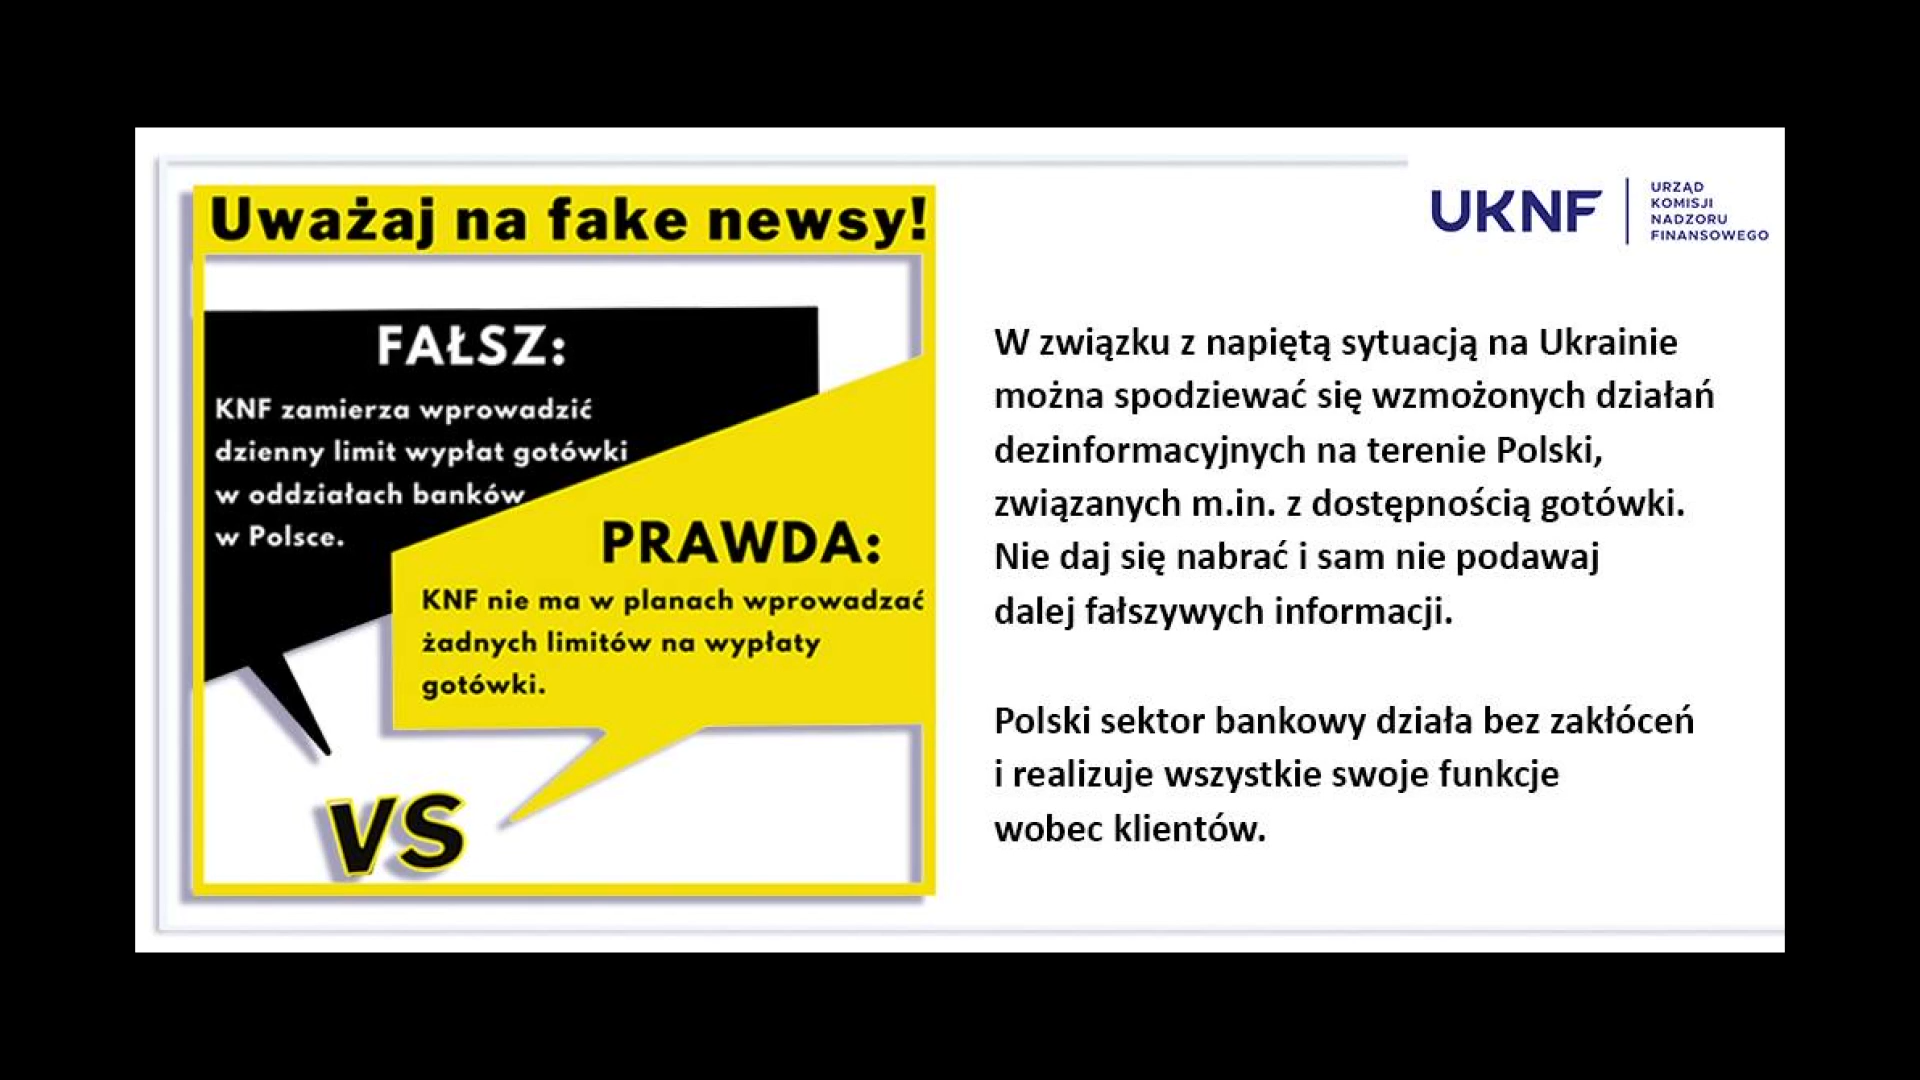 Uważaj na fake newsy!
FAŁSZ:
KNF zamierza wprowadzić
dzienny limit wypłat gotówki
w oddziałach banków
w Polsce.
PRAWDA:
KNF nie ma w planach wprowadzać
żadnych limitów na wypłaty
gotówki.
VS
UKNF
URZĄD
KOMISJI
NADZORU
FINANSOWEGO
W związku z napiętą sytuacją na Ukrainie
można spodziewać się wzmożonych działań
dezinformacyjnych na terenie Polski,
związanych m.in. z dostępnością gotówki.
Nie daj się nabrać i sam nie podawaj
dalej fałszywych informacji.
Polski sektor bankowy działa bez zakłóceń
i realizuje wszystkie swoje funkcje
wobec klientów.